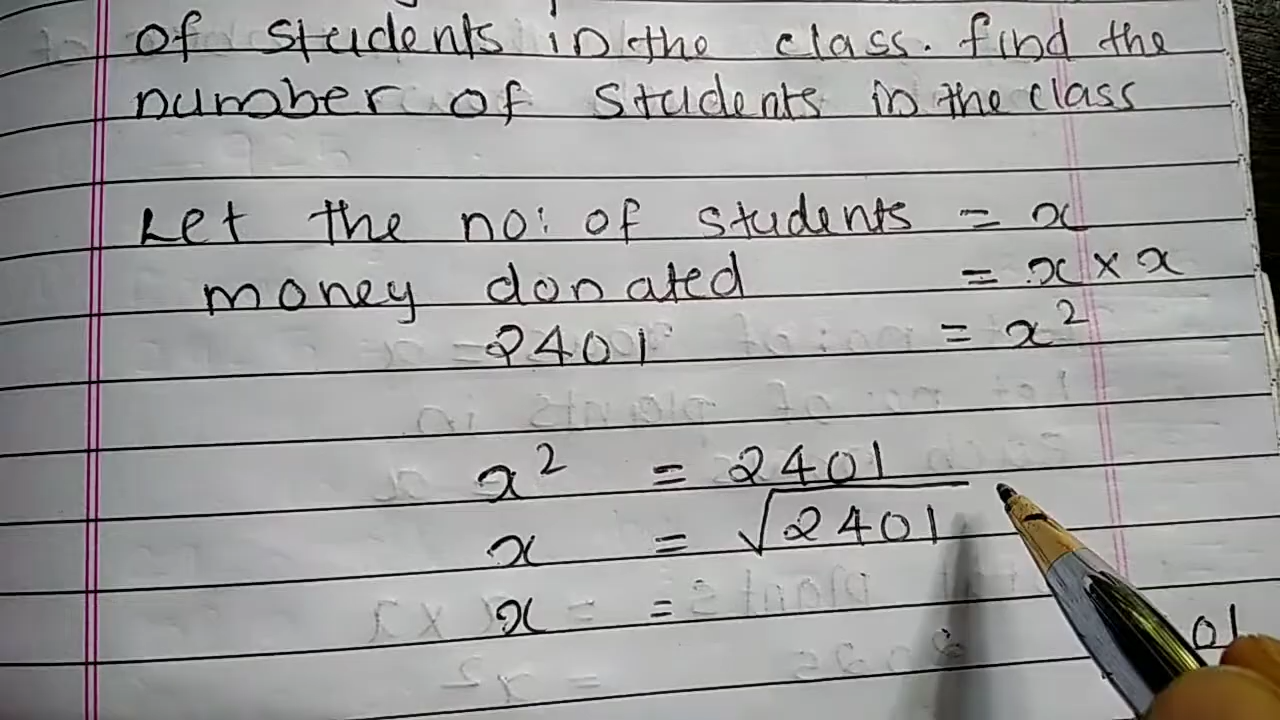 of students in the class. find the
number of students in the class
Let the no: of students = x
money donated = x × x
2401 = x²
x² = 2401
x = √2401
x =
01